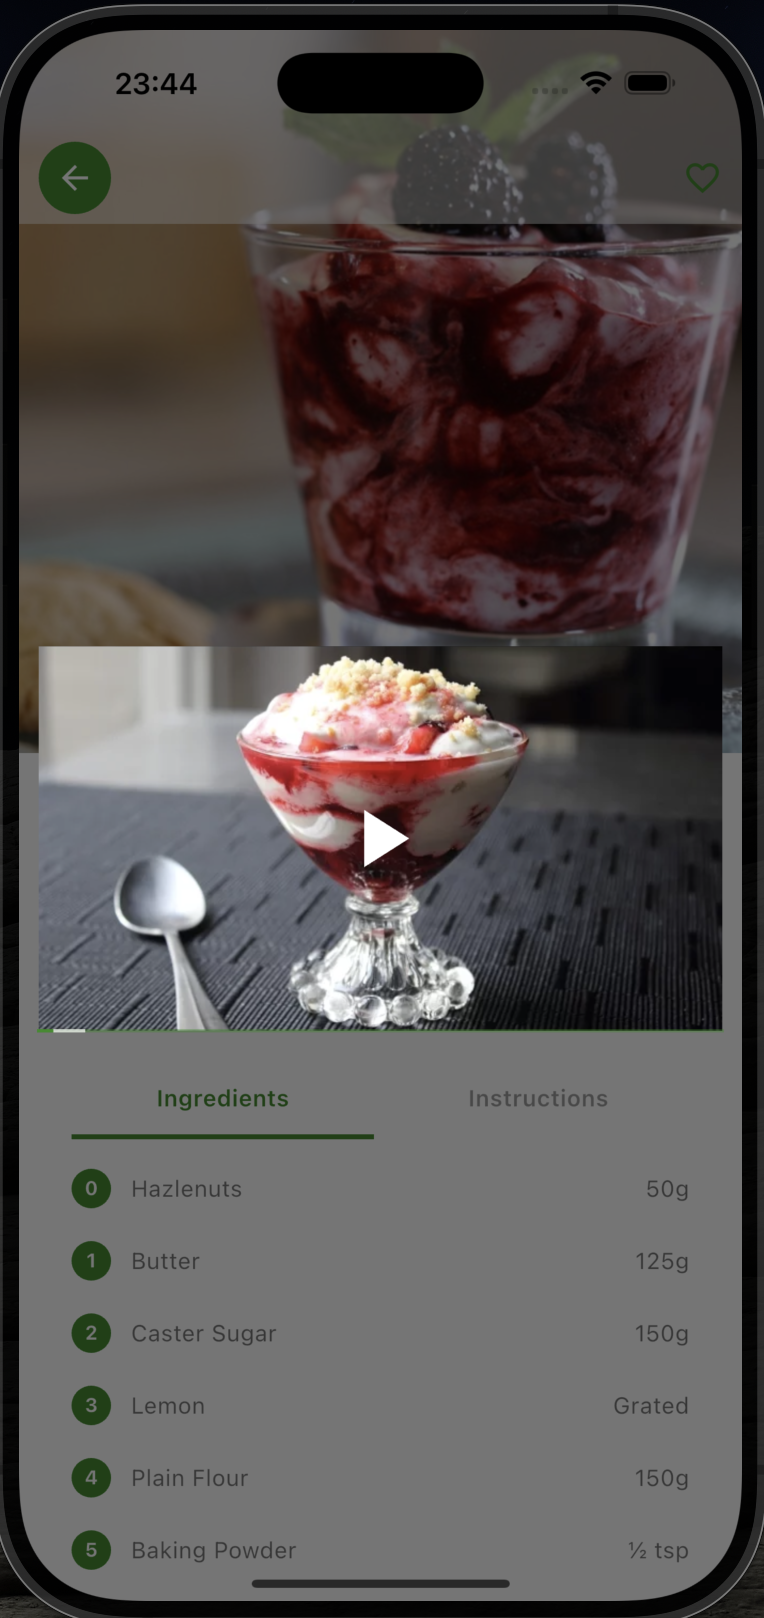 23:44
Ingredients Instructions
0 Hazlenuts 50g
1 Butter 125g
2 Caster Sugar 150g
3 Lemon Grated
4 Plain Flour 150g
5 Baking Powder ½ tsp